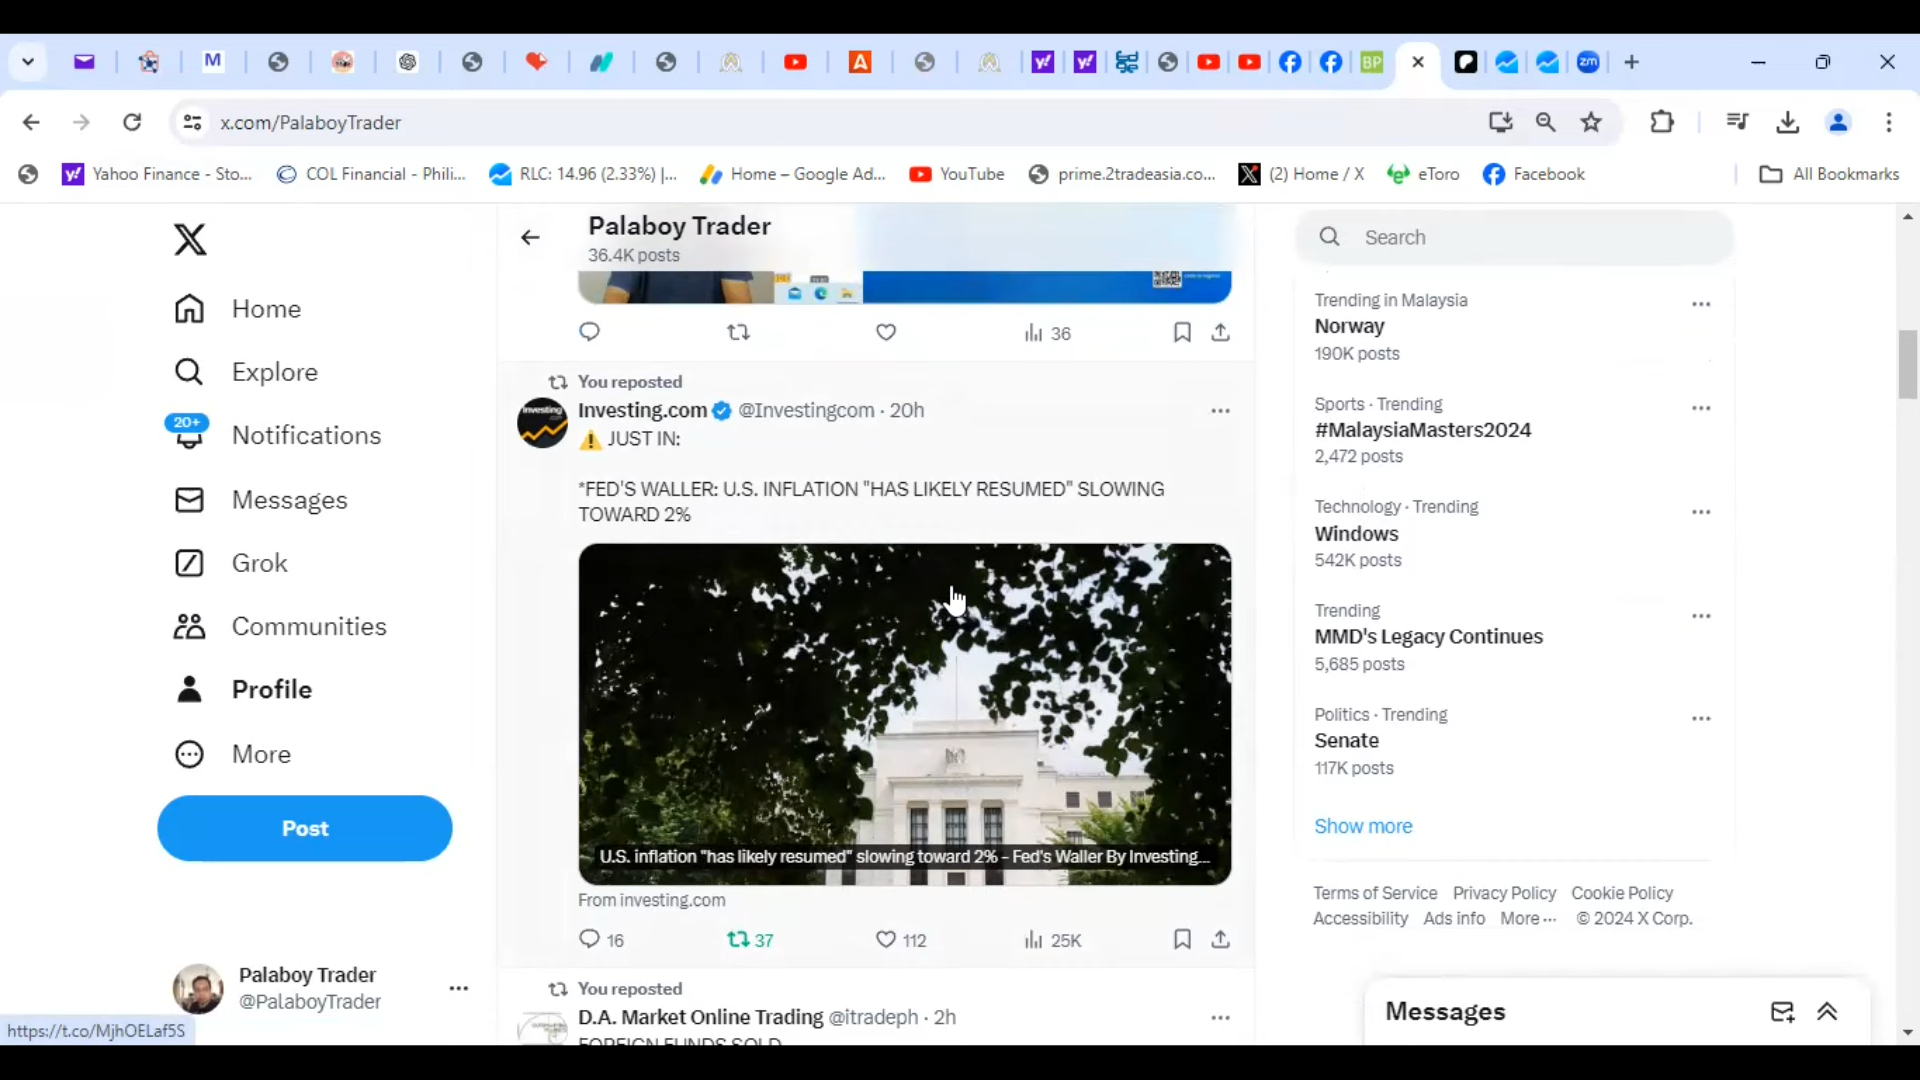 x.com/PalaboyTrader
Yahoo Finance - Sto...
COL Financial - Phili...
RLC: 14.96 (2.33%) |...
Home – Google Ad...
YouTube
prime.2tradeasia.co...
(2) Home / X
eToro
Facebook
All Bookmarks
Home
Explore
20+
Notifications
Messages
Grok
Communities
Profile
More
Post
Palaboy Trader
@PalaboyTrader
https://t.co/MjhOELaf5S
Palaboy Trader
36.4K posts
36
You reposted
Investing.com @Investingcom · 20h
⚠️ JUST IN:
*FED'S WALLER: U.S. INFLATION "HAS LIKELY RESUMED" SLOWING
TOWARD 2%
U.S. inflation "has likely resumed" slowing toward 2% - Fed's Waller By Investing...
From investing.com
16
37
112
25K
You reposted
D.A. Market Online Trading @itradeph · 2h
FOREIGN FUNDS SOLD
Search
Trending in Malaysia
Norway
190K posts
Sports · Trending
#MalaysiaMasters2024
2,472 posts
Technology · Trending
Windows
542K posts
Trending
MMD's Legacy Continues
5,685 posts
Politics · Trending
Senate
117K posts
Show more
Terms of Service Privacy Policy Cookie Policy
Accessibility Ads info More ··· © 2024 X Corp.
Messages